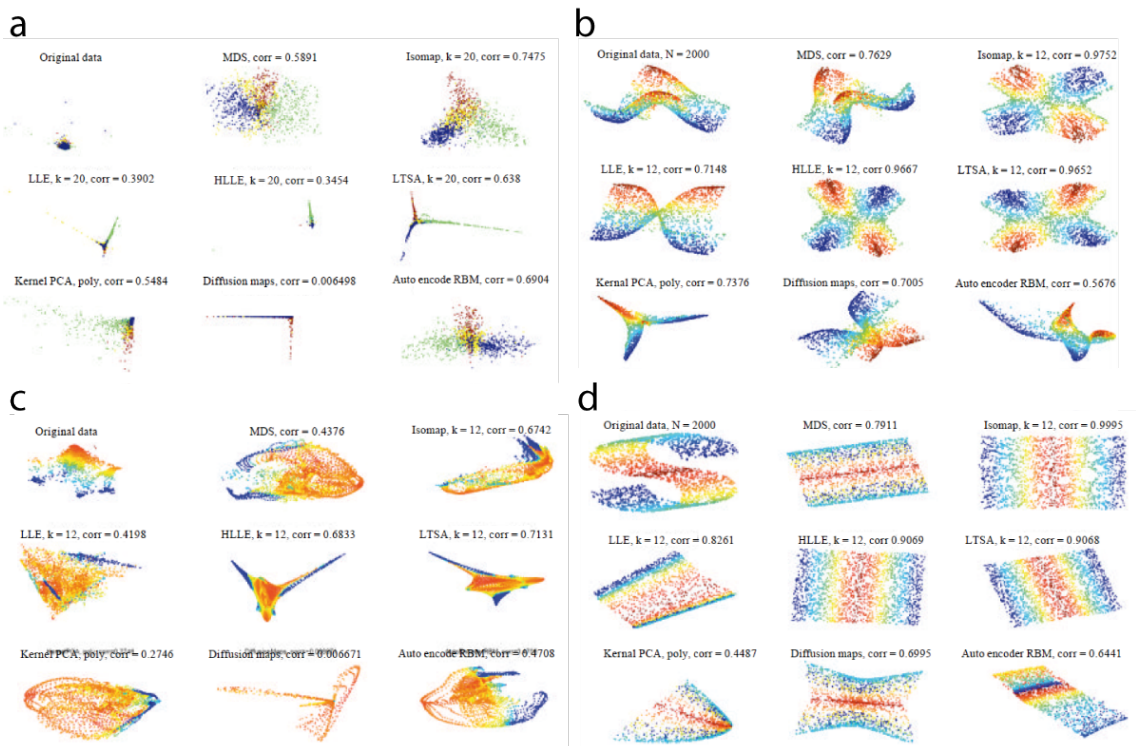 a
Original data
MDS, corr = 0.5891
Isomap, k = 20, corr = 0.7475
LLE, k = 20, corr = 0.3902
HLLE, k = 20, corr = 0.3454
LTSA, k = 20, corr = 0.638
Kernel PCA, poly, corr = 0.5484
Diffusion maps, corr = 0.006498
Auto encode RBM, corr = 0.6904
b
Original data, N = 2000
MDS, corr = 0.7629
Isomap, k = 12, corr = 0.9752
LLE, k = 12, corr = 0.7148
HLLE, k = 12, corr = 0.9667
LTSA, k = 12, corr = 0.9652
Kernal PCA, poly, corr = 0.7376
Diffusion maps, corr = 0.7005
Auto encoder RBM, corr = 0.5676
c
Original data
MDS, corr = 0.4376
Isomap, k = 12, corr = 0.6742
LLE, k = 12, corr = 0.4198
HLLE, k = 12, corr = 0.6833
LTSA, k = 12, corr = 0.7131
Kernel PCA, poly, corr = 0.2746
Diffusion maps, corr = 0.006671
Auto encode RBM, corr = 0.4708
d
Original data, N = 2000
MDS, corr = 0.7911
Isomap, k = 12, corr = 0.9995
LLE, k = 12, corr = 0.8261
HLLE, k = 12, corr = 0.9069
LTSA, k = 12, corr = 0.9068
Kernal PCA, poly, corr = 0.4487
Diffusion maps, corr = 0.6995
Auto encoder RBM, corr = 0.6441